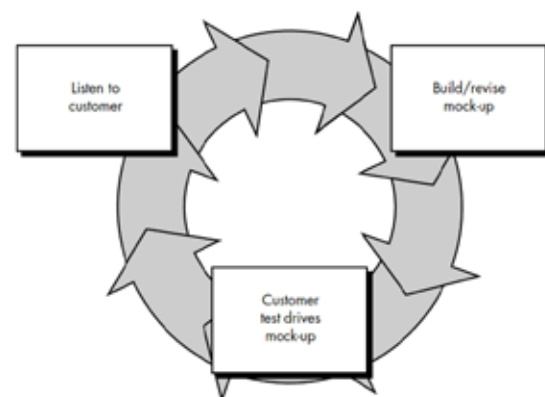 Listen to
customer
Build/revise
mock-up
Customer
test drives
mock-up